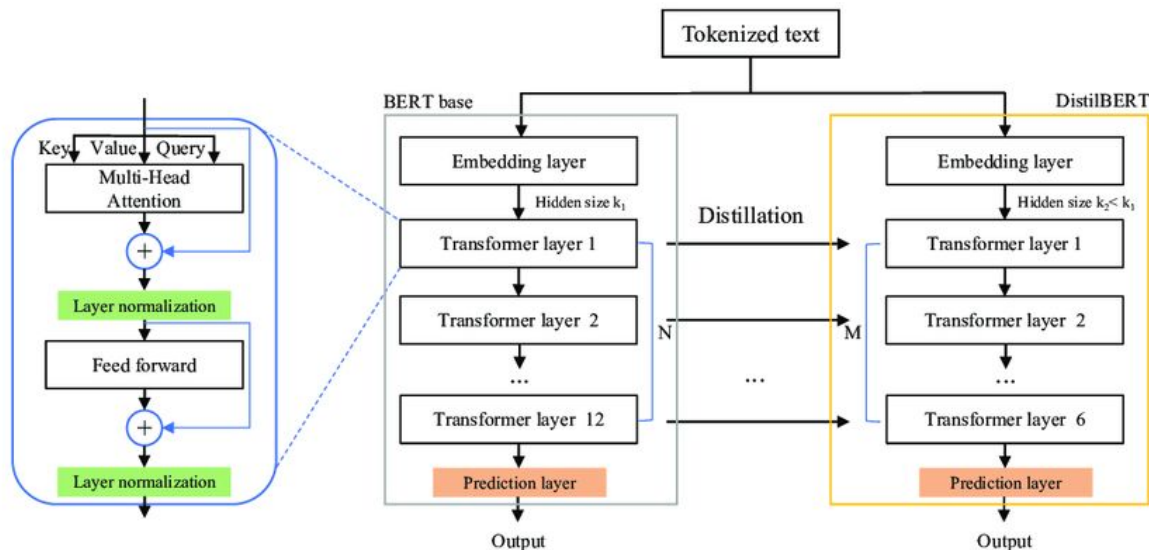 Tokenized text
BERT base
DistilBERT
Key Value Query
Multi-Head
Attention
+
Layer normalization
Feed forward
+
Layer normalization
Embedding layer
Hidden size k₁
Transformer layer 1
Transformer layer 2
...
Transformer layer 12
N
Prediction layer
Output
Distillation
...
Embedding layer
Hidden size k₂< k₁
Transformer layer 1
Transformer layer 2
...
Transformer layer 6
M
Prediction layer
Output